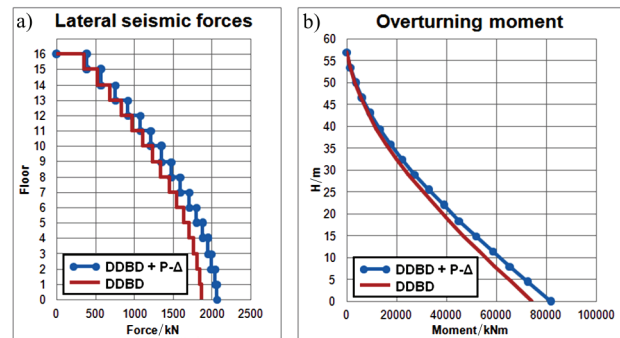 a) Lateral seismic forces
16
15
14
13
12
11
10
9
8
7
6
5
4
3
2
1
0
Floor
DDBD + P-Δ
DDBD
0 500 1000 1500 2000 2500
Force/kN
b) Overturning moment
60
55
50
45
40
35
30
25
20
15
10
5
0
H/m
DDBD + P-Δ
DDBD
0 20000 40000 60000 80000 100000
Moment/kNm